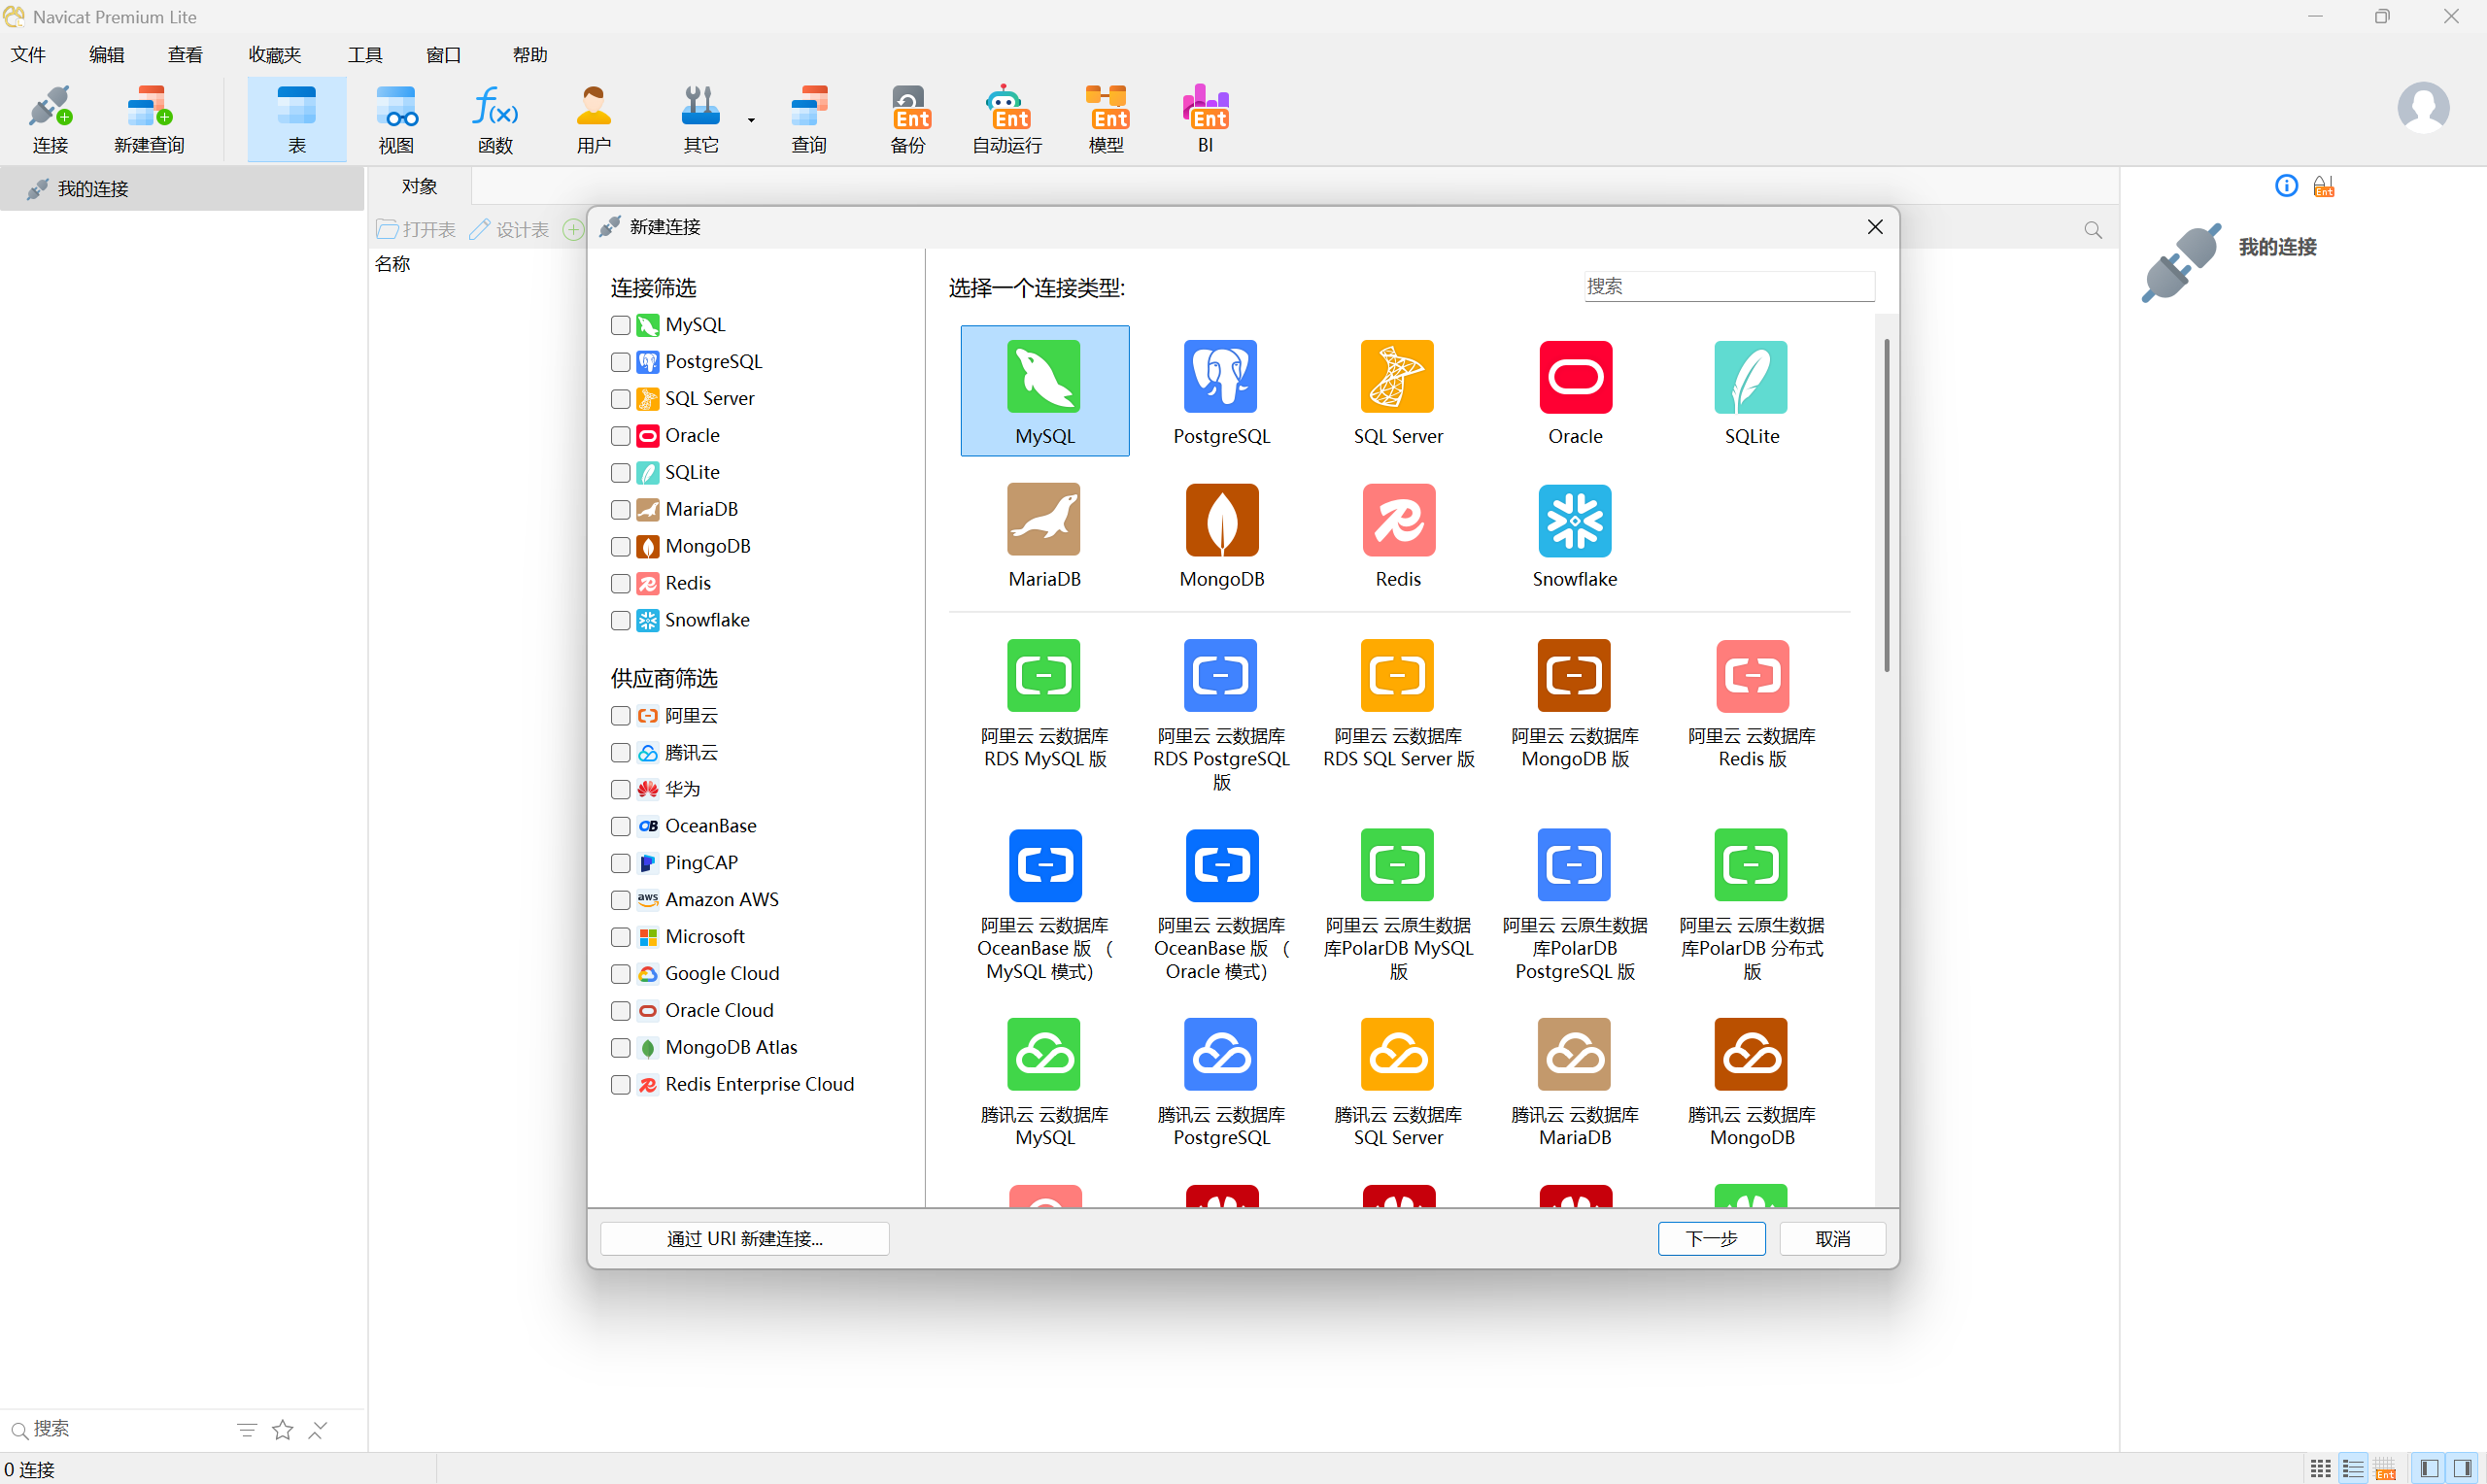 Navicat Premium Lite
文件 编辑 查看 收藏夹 工具 窗口 帮助
连接 新建查询 表 视图 函数 用户 其它 查询 备份 自动运行 模型 BI
Ent Ent Ent Ent
我的连接
对象
打开表 设计表
名称
新建连接
连接筛选
MySQL
PostgreSQL
SQL Server
Oracle
SQLite
MariaDB
MongoDB
Redis
Snowflake
供应商筛选
阿里云
腾讯云
华为
OceanBase
PingCAP
Amazon AWS
Microsoft
Google Cloud
Oracle Cloud
MongoDB Atlas
Redis Enterprise Cloud
选择一个连接类型:
搜索
MySQL PostgreSQL SQL Server Oracle SQLite
MariaDB MongoDB Redis Snowflake
阿里云 云数据库 RDS MySQL 版
阿里云 云数据库 RDS PostgreSQL 版
阿里云 云数据库 RDS SQL Server 版
阿里云 云数据库 MongoDB 版
阿里云 云数据库 Redis 版
阿里云 云数据库 OceanBase 版 （MySQL 模式）
阿里云 云数据库 OceanBase 版 （Oracle 模式）
阿里云 云原生数据库PolarDB MySQL 版
阿里云 云原生数据库PolarDB PostgreSQL 版
阿里云 云原生数据库PolarDB 分布式版
腾讯云 云数据库 MySQL
腾讯云 云数据库 PostgreSQL
腾讯云 云数据库 SQL Server
腾讯云 云数据库 MariaDB
腾讯云 云数据库 MongoDB
通过 URI 新建连接...
下一步 取消
Ent
我的连接
搜索
0 连接
Ent